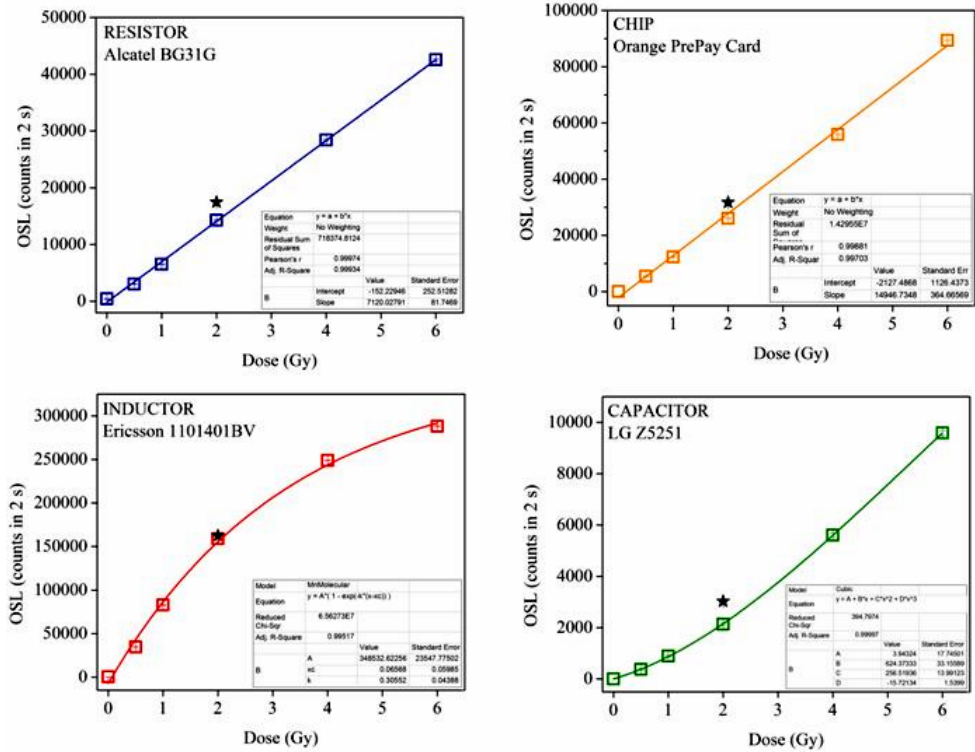 RESISTOR
Alcatel BG31G
50000
40000
30000
20000
10000
0
OSL (counts in 2 s)
0 1 2 3 4 5 6
Dose (Gy)
Equation y = a + b*x
Weight No Weighting
Residual Sum of Squares 718374.8124
Pearson's r 0.99974
Adj. R-Square 0.99934
Value Standard Error
B Intercept -152.22946 252.51282
Slope 7120.02791 81.7469
CHIP
Orange PrePay Card
100000
80000
60000
40000
20000
0
OSL (counts in 2 s)
0 1 2 3 4 5 6
Dose (Gy)
Equation y = a + b*x
Weight No Weighting
Residual Sum of 1.42955E7
Pearson's r 0.99881
Adj. R-Squar 0.99703
Value Standard Err
B Intercept -2127.4868 1126.4373
Slope 14946.7348 364.66569
INDUCTOR
Ericsson 1101401BV
300000
250000
200000
150000
100000
50000
0
OSL (counts in 2 s)
0 1 2 3 4 5 6
Dose (Gy)
Model MnMolecular
Equation y = A*( 1 - exp(-k*(x-xc)) )
Reduced Chi-Sqr 6.56273E7
Adj. R-Square 0.99517
Value Standard Error
A 348532.62256 23547.77502
B xc 0.06568 0.05985
k 0.30552 0.04388
CAPACITOR
LG Z5251
10000
8000
6000
4000
2000
0
OSL (counts in 2 s)
0 1 2 3 4 5 6
Dose (Gy)
Model Cubic
Equation y = A + B*x + C*x^2 + D*x^3
Reduced Chi-Sqr 394.7974
Adj. R-Square 0.99997
Value Standard Error
A 3.94324 17.74501
B B 624.37333 33.15589
C 256.51936 13.99123
D -15.72134 1.5399